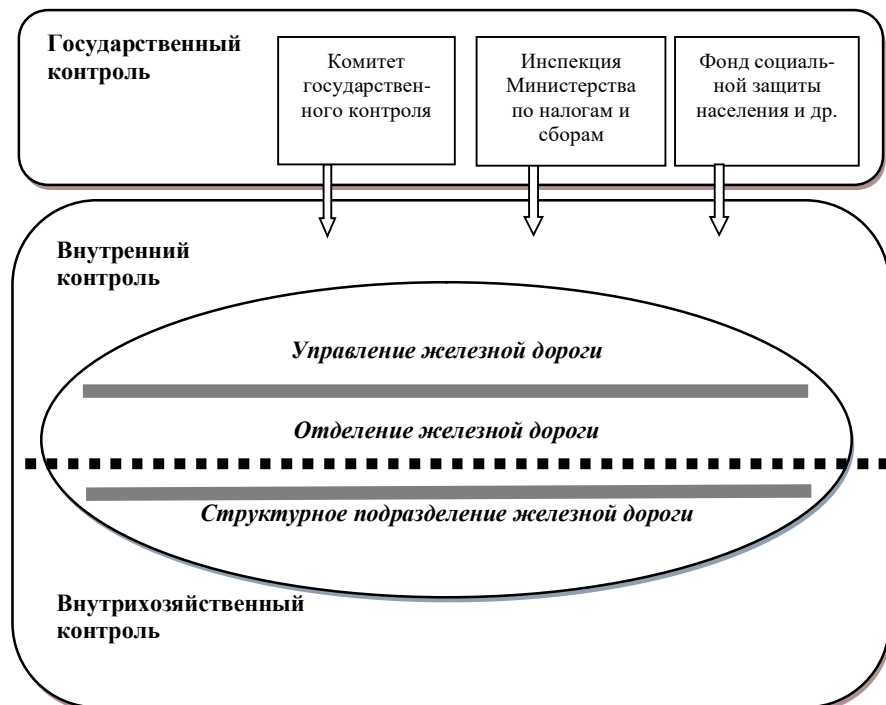 Государственный
контроль
Комитет
государствен-
ного контроля
Инспекция
Министерства
по налогам и
сборам
Фонд социаль-
ной защиты
населения и др.
Внутренний
контроль
Управление железной дороги
Отделение железной дороги
Структурное подразделение железной дороги
Внутрихозяйственный
контроль